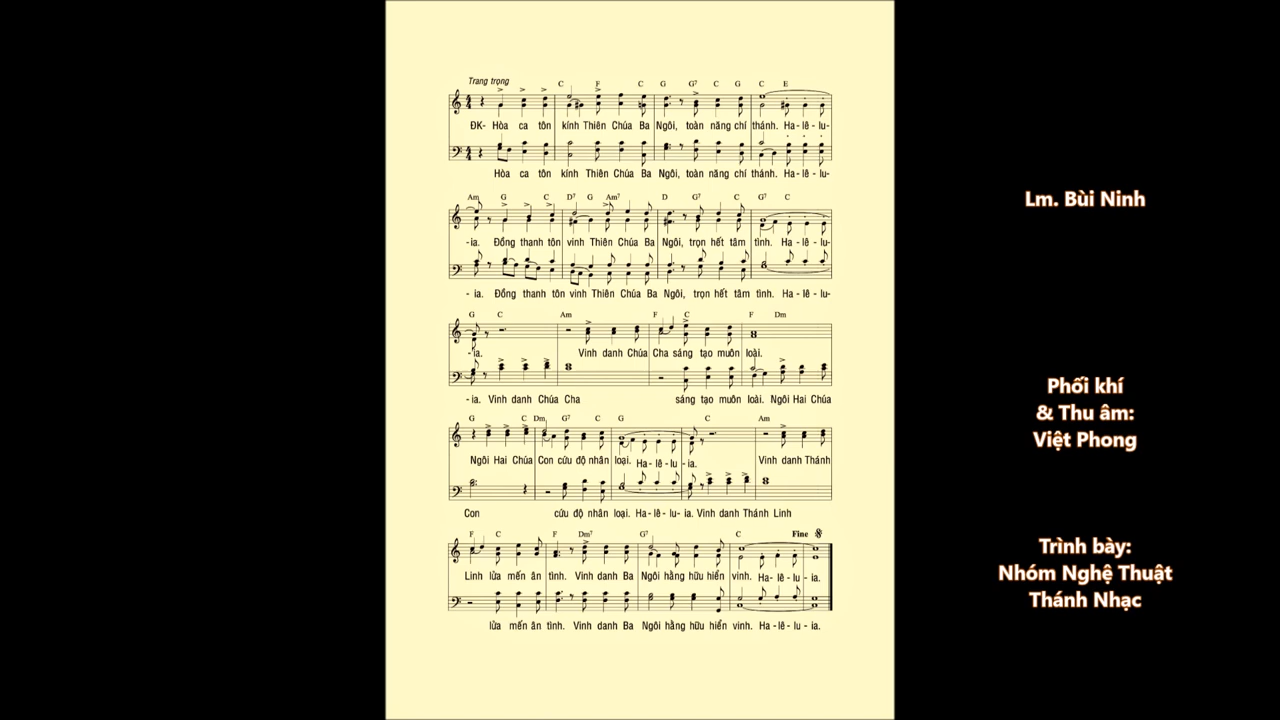 Trang trọng
C F C G G7 C G C E
ĐK- Hòa ca tôn kính Thiên Chúa Ba Ngôi, toàn năng chí thánh. Ha-lê-lu-
Hòa ca tôn kính Thiên Chúa Ba Ngôi, toàn năng chí thánh. Ha-lê-lu-
Am G C D7 G Am7 D G7 C G7 C
-ia. Đồng thanh tôn vinh Thiên Chúa Ba Ngôi, trọn hết tâm tình. Ha-lê-lu-
-ia. Đồng thanh tôn vinh Thiên Chúa Ba Ngôi, trọn hết tâm tình. Ha-lê-lu-
G C Am F C F Dm
-ia. Vinh danh Chúa Cha sáng tạo muôn loài.
-ia. Vinh danh Chúa Cha sáng tạo muôn loài. Ngôi Hai Chúa
G C Dm G7 C G C Am
Ngôi Hai Chúa Con cứu độ nhân loại. Ha-lê-lu-ia. Vinh danh Thánh
Con cứu độ nhân loại. Ha-lê-lu-ia. Vinh danh Thánh Linh
F C F Dm7 G7 C Fine
Linh lửa mến ân tình. Vinh danh Ba Ngôi hằng hữu hiển vinh. Ha-lê-lu-ia.
lửa mến ân tình. Vinh danh Ba Ngôi hằng hữu hiển vinh. Ha-lê-lu-ia.
Lm. Bùi Ninh
Phối khí
& Thu âm:
Việt Phong
Trình bày:
Nhóm Nghệ Thuật
Thánh Nhạc